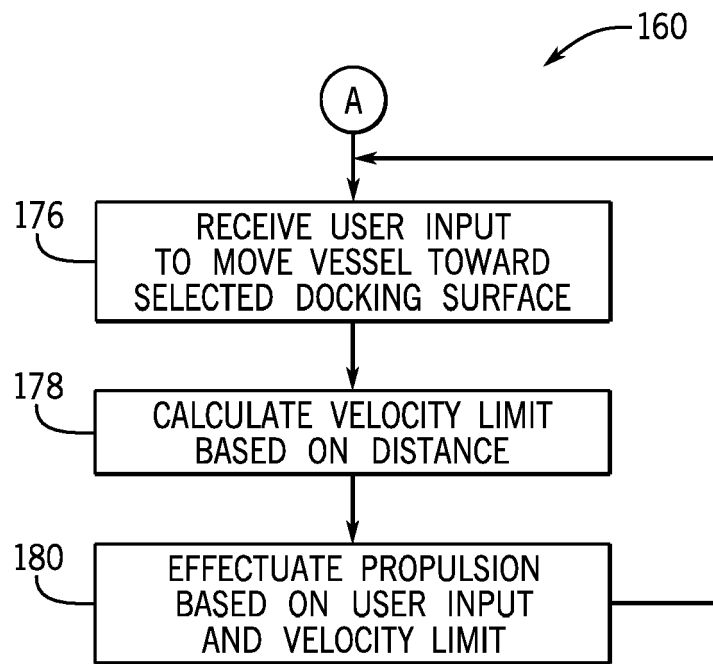 160
A
176
RECEIVE USER INPUT
TO MOVE VESSEL TOWARD
SELECTED DOCKING SURFACE
178
CALCULATE VELOCITY LIMIT
BASED ON DISTANCE
180
EFFECTUATE PROPULSION
BASED ON USER INPUT
AND VELOCITY LIMIT